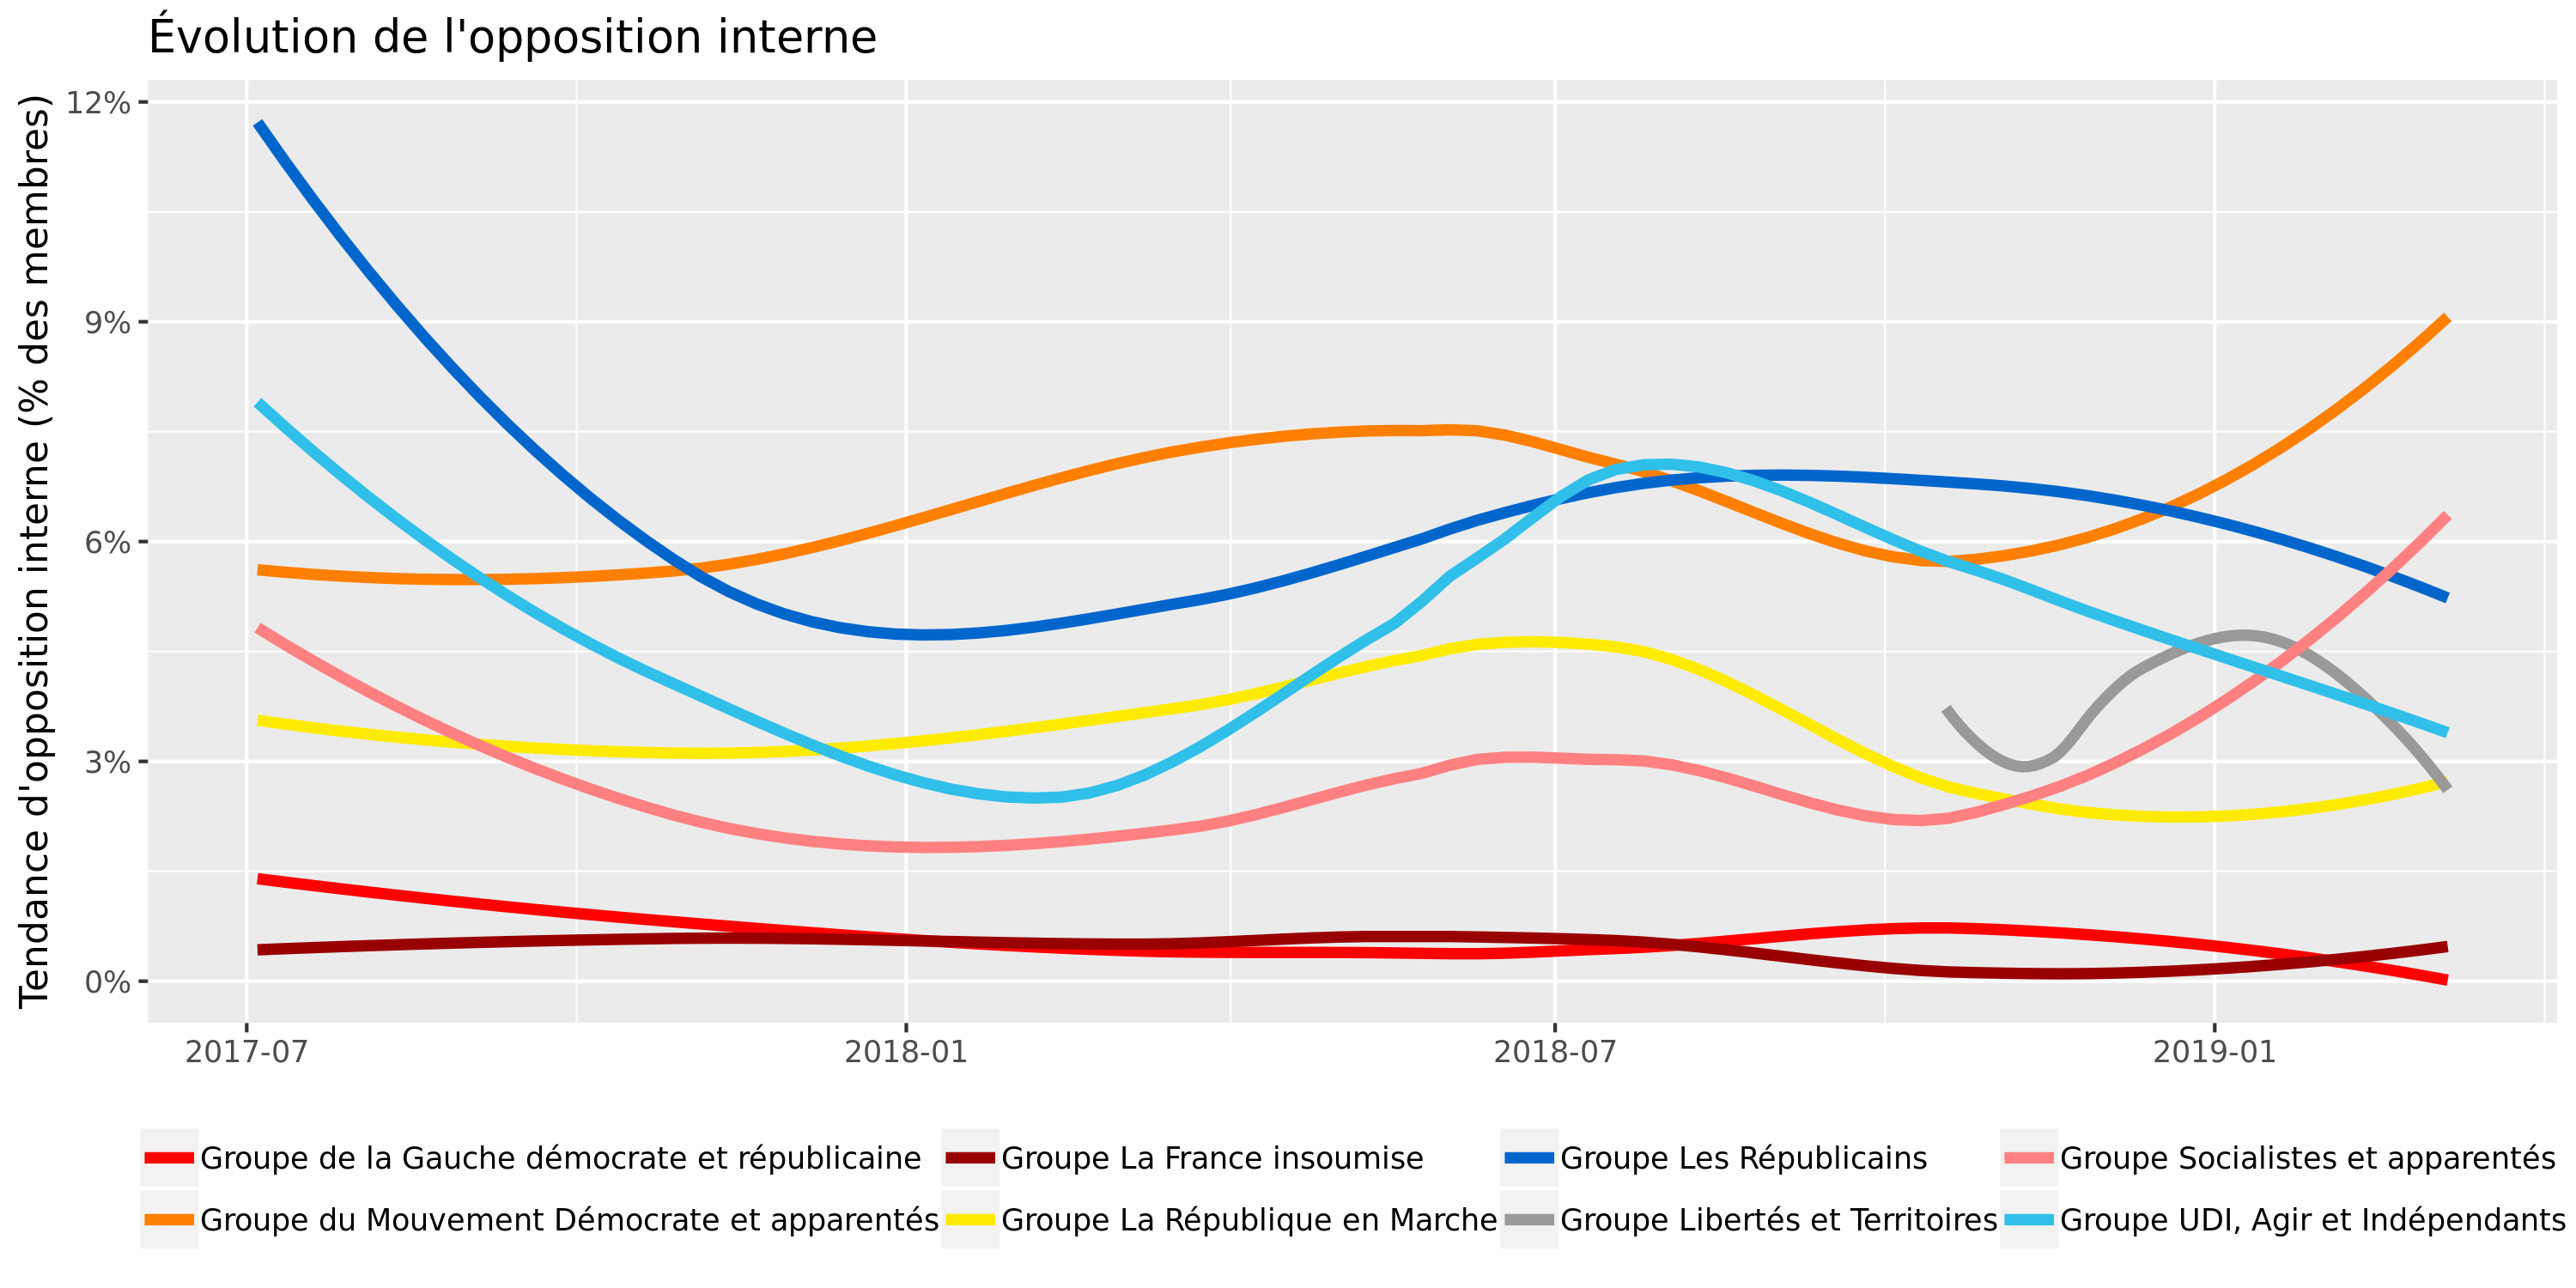 Évolution de l'opposition interne
Tendance d'opposition interne (% des membres)
12%
9%
6%
3%
0%
2017-07 2018-01 2018-07 2019-01
Groupe de la Gauche démocrate et républicaine Groupe La France insoumise Groupe Les Républicains Groupe Socialistes et apparentés
Groupe du Mouvement Démocrate et apparentés Groupe La République en Marche Groupe Libertés et Territoires Groupe UDI, Agir et Indépendants